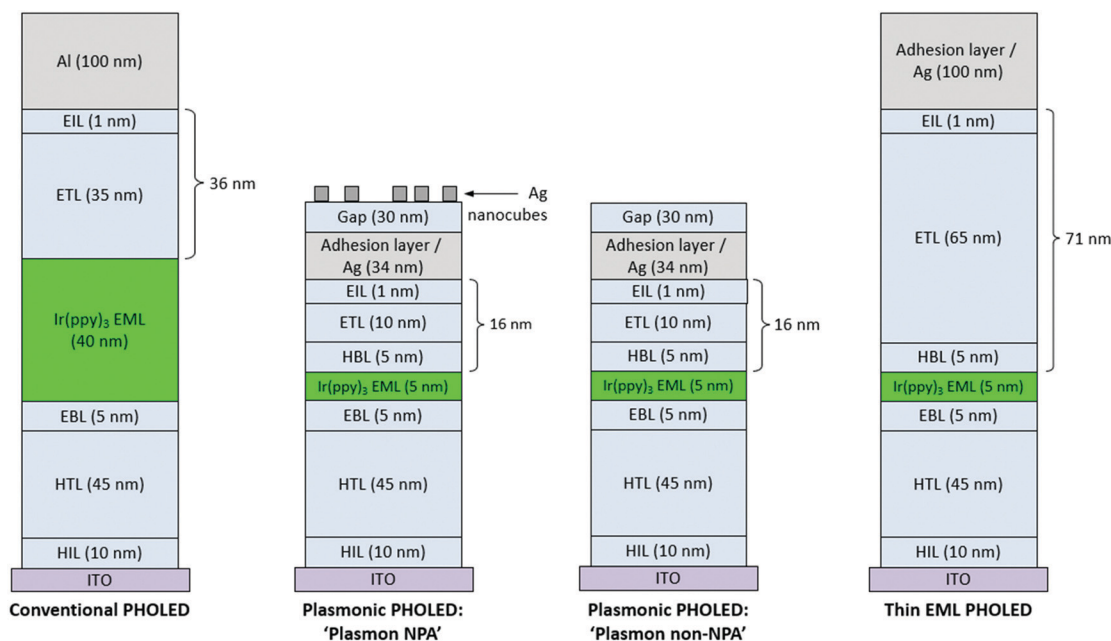 Al (100 nm)
EIL (1 nm)
ETL (35 nm)
36 nm
Ir(ppy)₃ EML
(40 nm)
EBL (5 nm)
HTL (45 nm)
HIL (10 nm)
ITO
Conventional PHOLED
Ag
nanocubes
Gap (30 nm)
Adhesion layer /
Ag (34 nm)
EIL (1 nm)
ETL (10 nm)
16 nm
HBL (5 nm)
Ir(ppy)₃ EML (5 nm)
EBL (5 nm)
HTL (45 nm)
HIL (10 nm)
ITO
Plasmonic PHOLED:
'Plasmon NPA'
Gap (30 nm)
Adhesion layer /
Ag (34 nm)
EIL (1 nm)
ETL (10 nm)
16 nm
HBL (5 nm)
Ir(ppy)₃ EML (5 nm)
EBL (5 nm)
HTL (45 nm)
HIL (10 nm)
ITO
Plasmonic PHOLED:
'Plasmon non-NPA'
Adhesion layer /
Ag (100 nm)
EIL (1 nm)
ETL (65 nm)
71 nm
HBL (5 nm)
Ir(ppy)₃ EML (5 nm)
EBL (5 nm)
HTL (45 nm)
HIL (10 nm)
ITO
Thin EML PHOLED